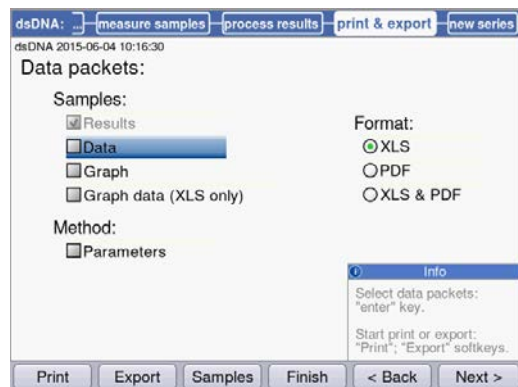 dsDNA: ... measure samples process results print & export new series
dsDNA 2015-06-04 10:16:30
Data packets:
Samples:
Results
Data
Graph
Graph data (XLS only)
Method:
Parameters
Format:
XLS
PDF
XLS & PDF
Info
Select data packets:
"enter" key.
Start print or export:
"Print"; "Export" softkeys.
Print Export Samples Finish < Back Next >